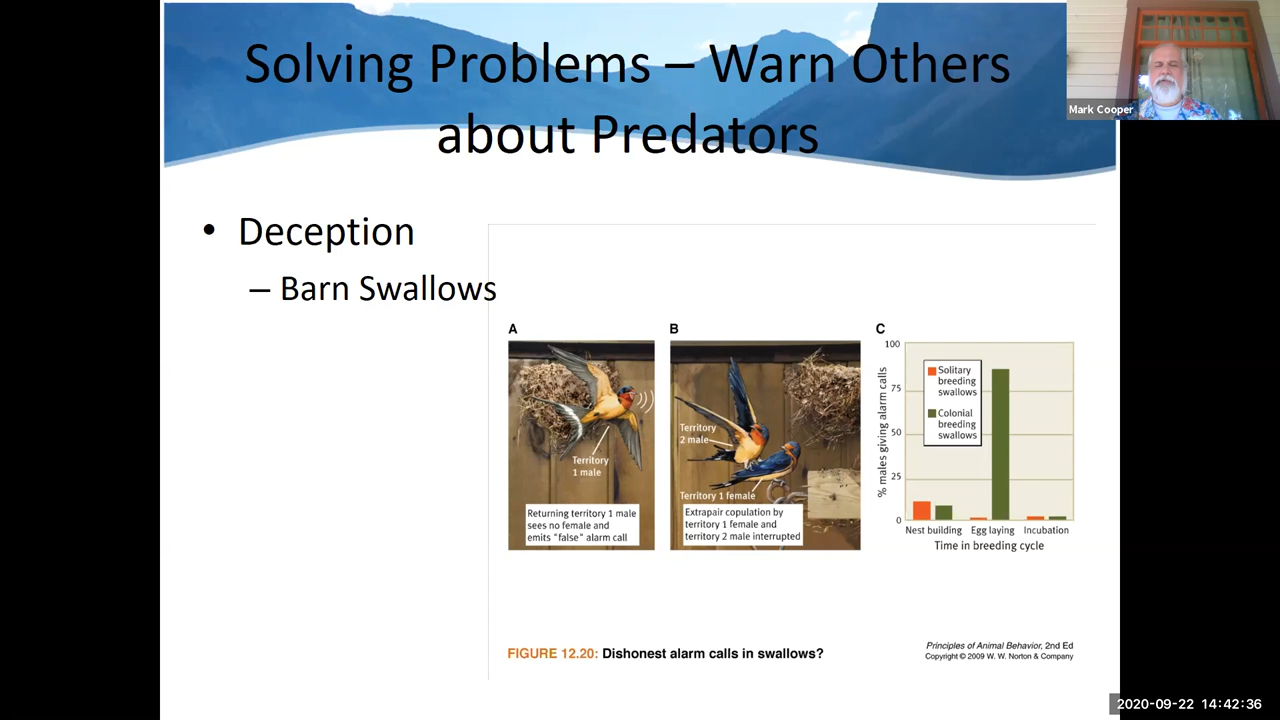 Solving Problems – Warn Others
about Predators
Mark Cooper
• Deception
– Barn Swallows
A
Territory
1 male
Returning territory 1 male
sees no female and
emits "false" alarm call
B
Territory
2 male
Territory 1 female
Extrapair copulation by
territory 1 female and
territory 2 male interrupted
C
% males giving alarm calls
100
75
50
25
0
Solitary
breeding
swallows
Colonial
breeding
swallows
Nest building
Egg laying
Incubation
Time in breeding cycle
FIGURE 12.20: Dishonest alarm calls in swallows?
Principles of Animal Behavior, 2nd Ed
Copyright © 2009 W. W. Norton & Company
2020-09-22 14:42:36